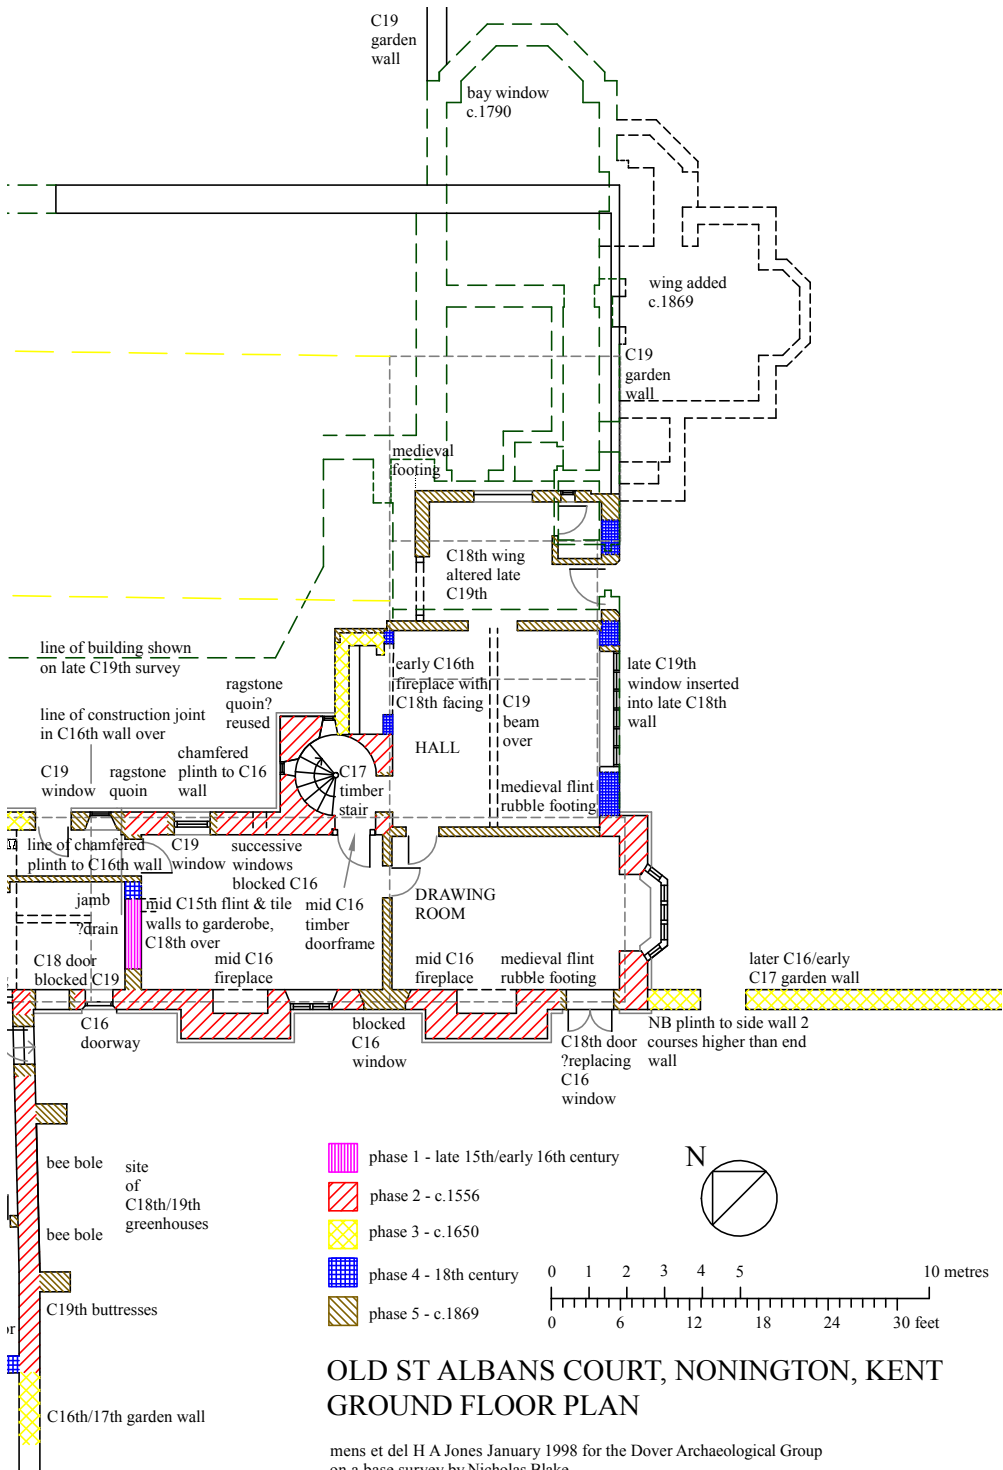 C19
garden
wall
bay window
c.1790
wing added
c.1869
C19
garden
wall
medieval
footing
C18th wing
altered late
C19th
line of building shown
on late C19th survey
ragstone
quoin?
reused
early C16th
fireplace with
C18th facing
C19
beam
over
late C19th
window inserted
into late C18th
wall
line of construction joint
in C16th wall over
chamfered
plinth to C16
wall
C19
window
ragstone
quoin
HALL
C17
timber
stair
medieval flint
rubble footing
line of chamfered
plinth to C16th wall
C19
window
successive
windows
blocked C16
jamb
?drain
mid C15th flint & tile
walls to garderobe,
C18th over
mid C16
timber
doorframe
DRAWING
ROOM
C18 door
blocked C19
mid C16
fireplace
mid C16
fireplace
medieval flint
rubble footing
later C16/early
C17 garden wall
C16
doorway
blocked
C16
window
C18th door
?replacing
C16
window
NB plinth to side wall 2
courses higher than end
wall
bee bole
site
of
C18th/19th
greenhouses
bee bole
C19th buttresses
C16th/17th garden wall
phase 1 - late 15th/early 16th century
phase 2 - c.1556
phase 3 - c.1650
phase 4 - 18th century
phase 5 - c.1869
N
0 1 2 3 4 5 10 metres
0 6 12 18 24 30 feet
OLD ST ALBANS COURT, NONINGTON, KENT
GROUND FLOOR PLAN
mens et del H A Jones January 1998 for the Dover Archaeological Group
on a base survey by Nicholas Blake